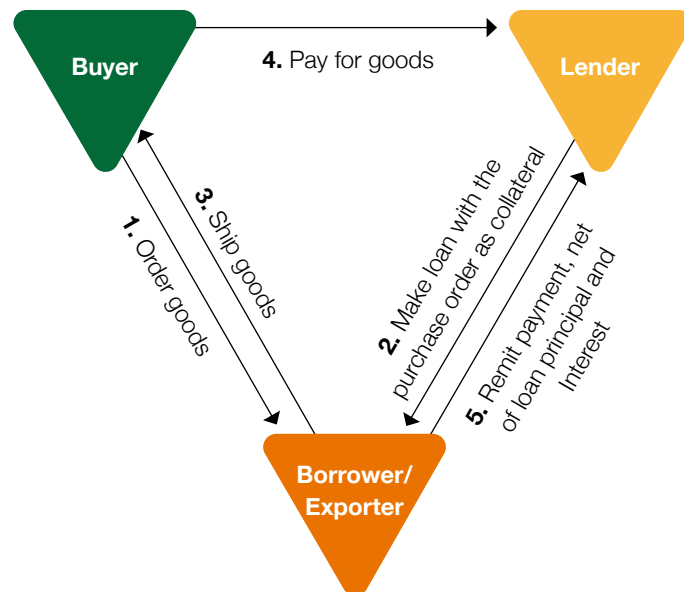 Buyer
Lender
4. Pay for goods
1. Order goods
3. Ship goods
2. Make loan with the
purchase order as collateral
5. Remit payment, net
of loan principal and
Interest
Borrower/
Exporter